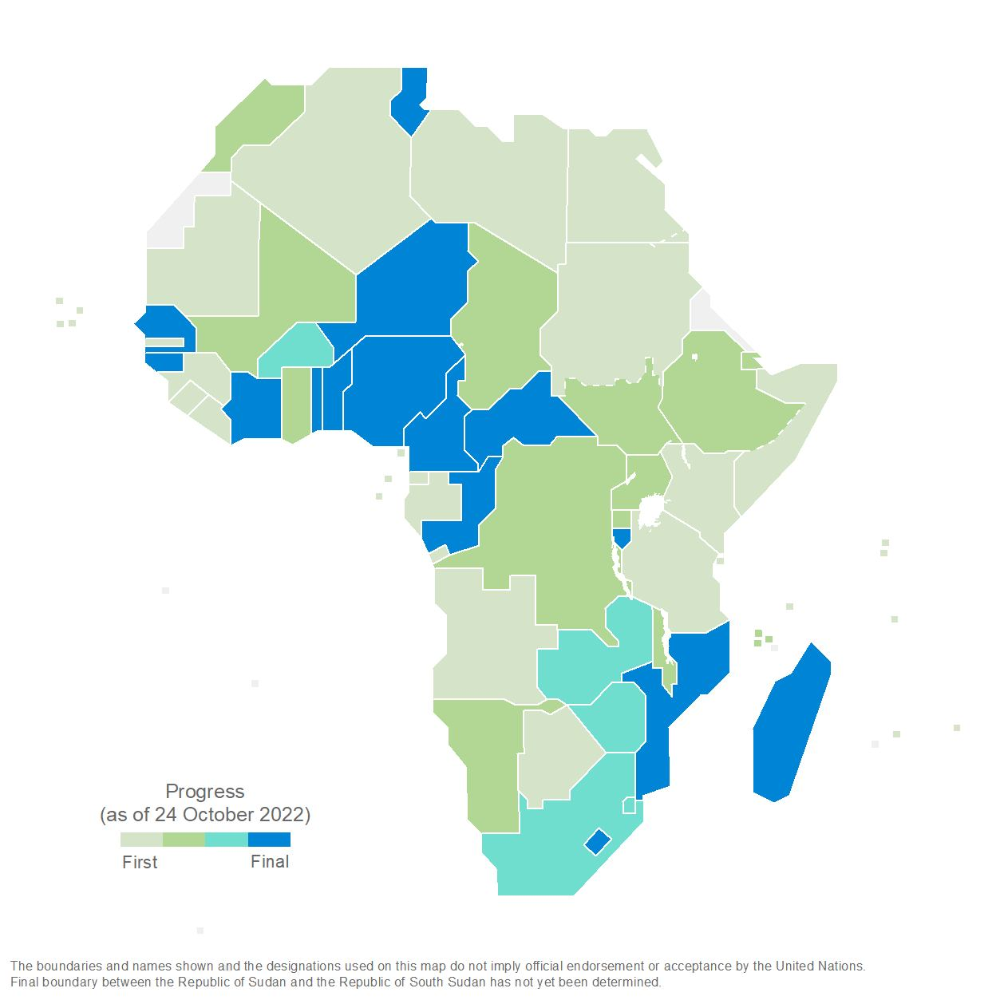 Progress
(as of 24 October 2022)
First Final
The boundaries and names shown and the designations used on this map do not imply official endorsement or acceptance by the United Nations.
Final boundary between the Republic of Sudan and the Republic of South Sudan has not yet been determined.